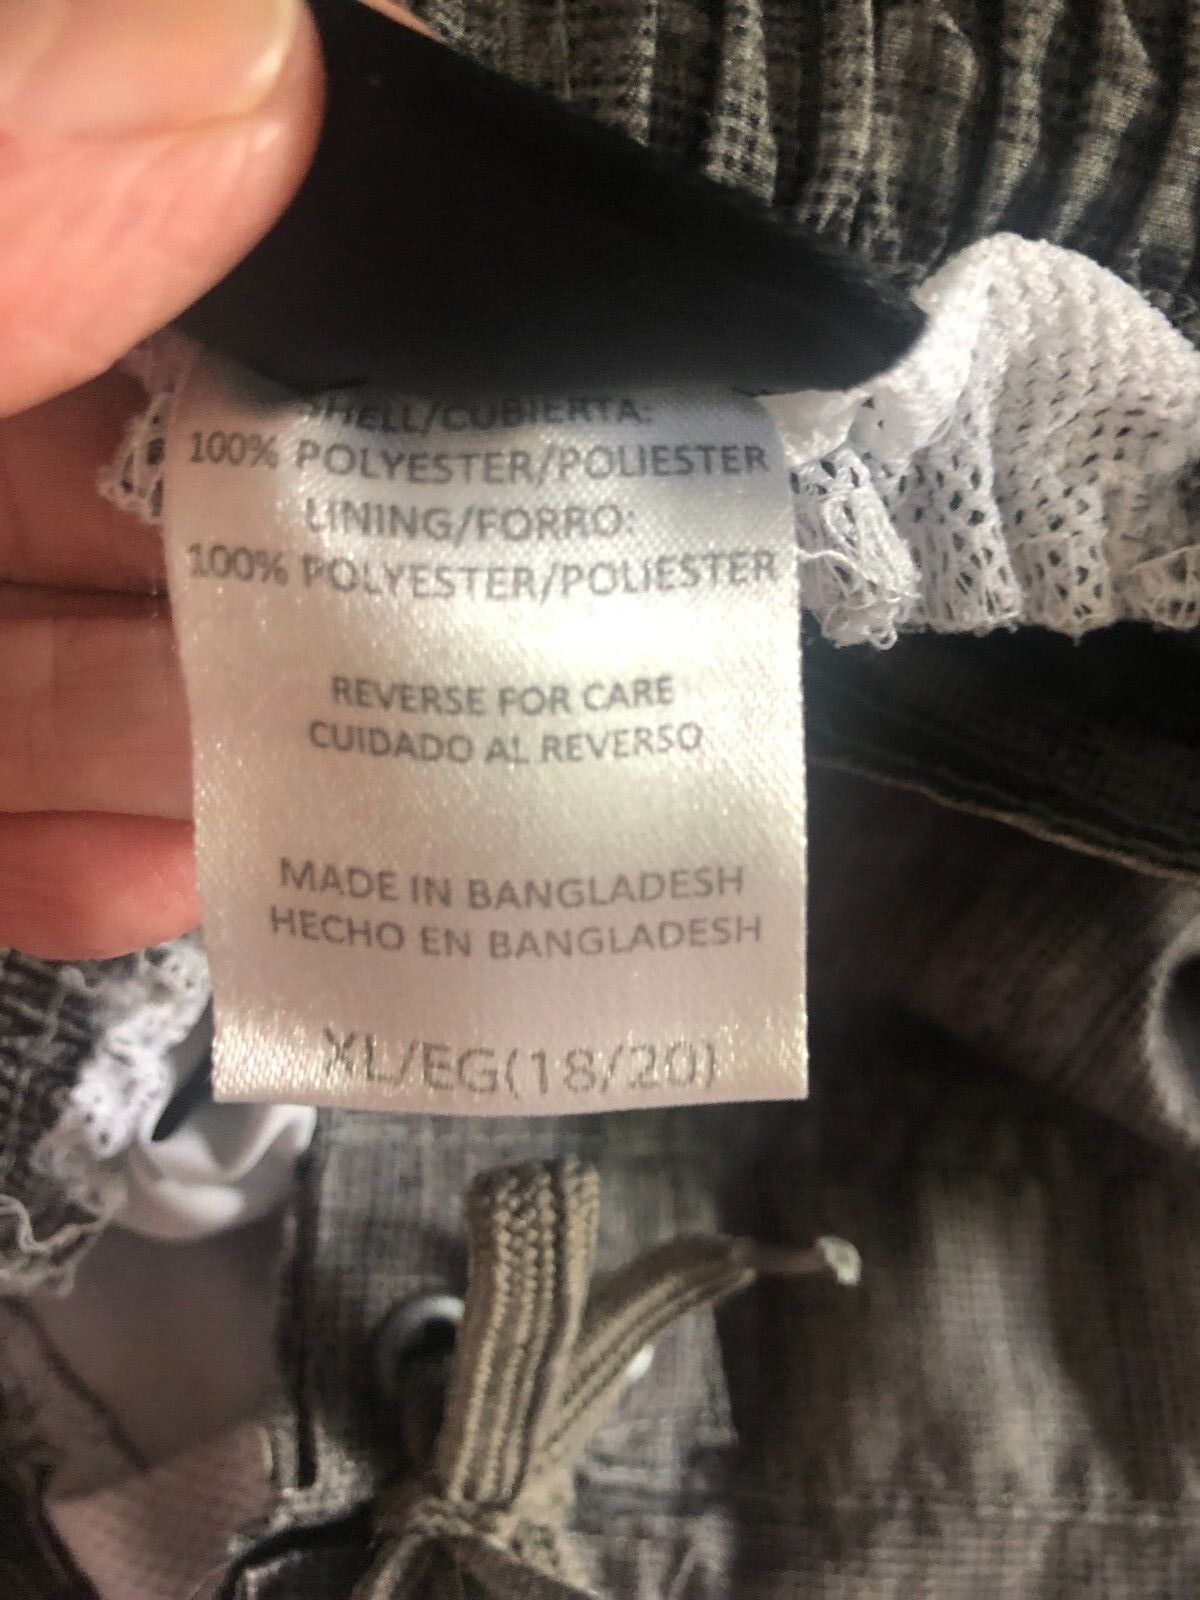 SHELL/CUBIERTA:
100% POLYESTER/POLIESTER
LINING/FORRO:
100% POLYESTER/POLIESTER
REVERSE FOR CARE
CUIDADO AL REVERSO
MADE IN BANGLADESH
HECHO EN BANGLADESH
XL/EG(18/20)